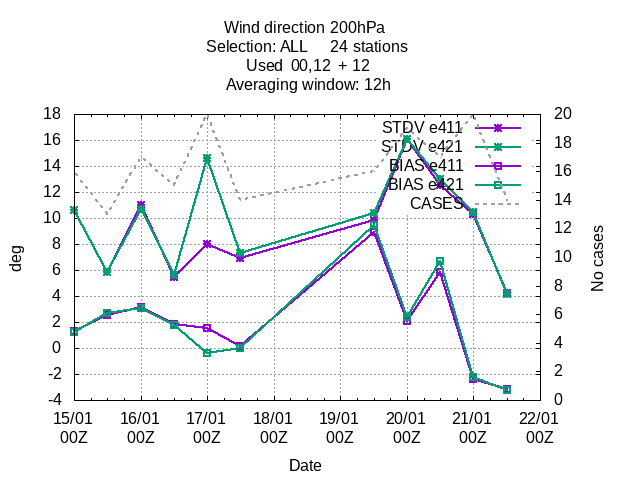 Wind direction 200hPa
Selection: ALL     24 stations
Used  00,12  + 12
Averaging window: 12h
18
16
14
12
10
8
6
4
2
0
-2
-4
deg
20
18
16
14
12
10
8
6
4
2
0
No cases
STDV e411
STDV e421
BIAS e411
BIAS e421
CASES
15/01 16/01 17/01 18/01 19/01 20/01 21/01 22/01
00Z 00Z 00Z 00Z 00Z 00Z 00Z 00Z
Date